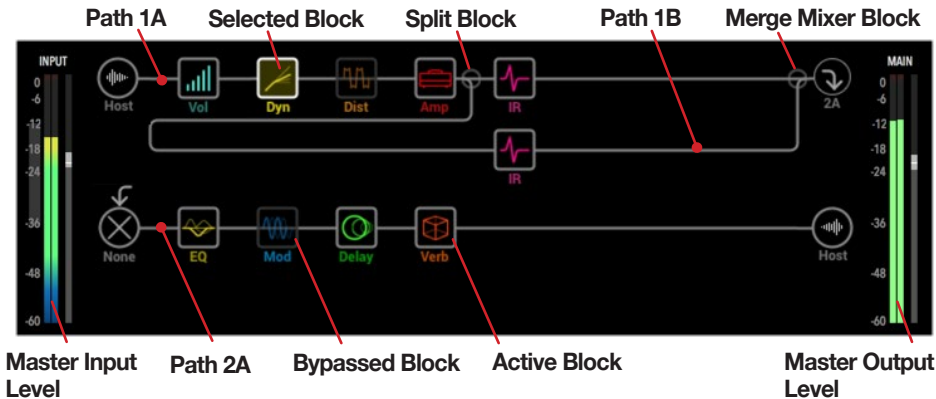 Path 1A
Selected Block
Split Block
Path 1B
Merge Mixer Block
INPUT
MAIN
0
-6
-12
-18
-24
-36
-48
-60
Host
Vol
Dyn
Dist
Amp
IR
2A
IR
None
EQ
Mod
Delay
Verb
Host
0
-6
-12
-18
-24
-36
-48
-60
Master Input
Level
Path 2A
Bypassed Block
Active Block
Master Output
Level